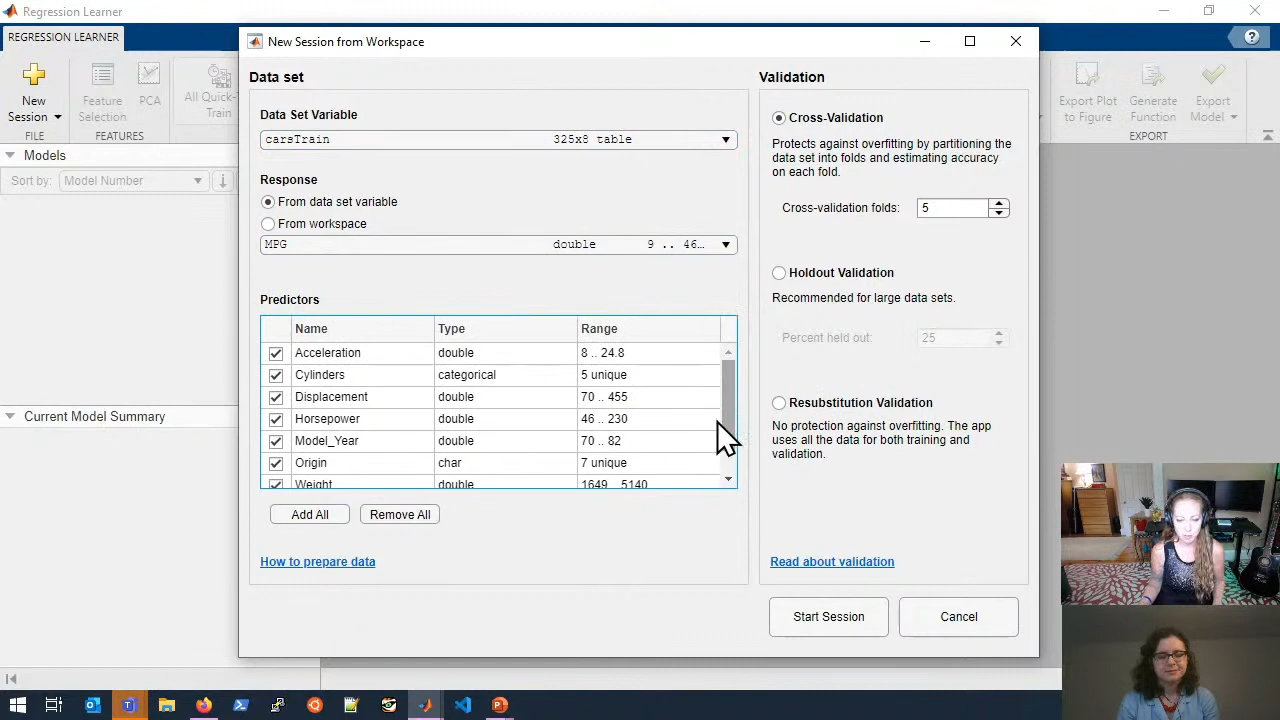 Regression Learner
REGRESSION LEARNER
New
Session
FILE
Feature
Selection
PCA
FEATURES
All Quick-
Train
Export Plot
to Figure
Generate
Function
Export
Model
EXPORT
Models
Sort by: Model Number
Current Model Summary
New Session from Workspace
Data set
Data Set Variable
carsTrain 325x8 table
Response
From data set variable
From workspace
MPG double 9 .. 46...
Predictors
Name Type Range
Acceleration double 8 .. 24.8
Cylinders categorical 5 unique
Displacement double 70 .. 455
Horsepower double 46 .. 230
Model_Year double 70 .. 82
Origin char 7 unique
Weight double 1649 .. 5140
Add All Remove All
How to prepare data
Validation
Cross-Validation
Protects against overfitting by partitioning the
data set into folds and estimating accuracy
on each fold.
Cross-validation folds: 5
Holdout Validation
Recommended for large data sets.
Percent held out: 25
Resubstitution Validation
No protection against overfitting. The app
uses all the data for both training and
validation.
Read about validation
Start Session Cancel